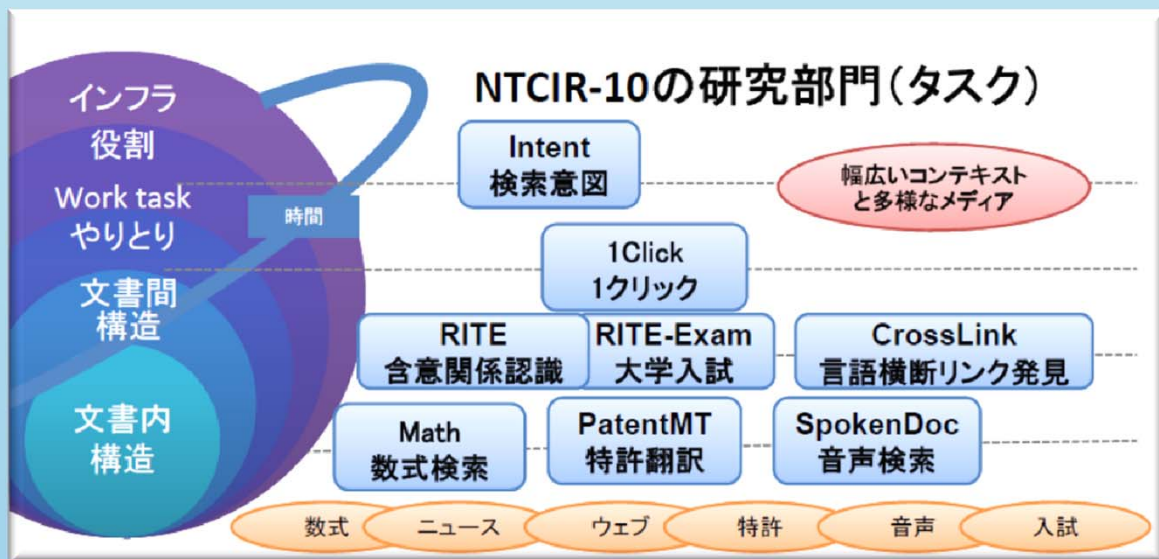 NTCIR-10の研究部門(タスク)
インフラ
役割
Work task
やりとり
文書間
構造
文書内
構造
時間
Intent
検索意図
幅広いコンテキスト
と多様なメディア
1Click
1クリック
RITE
含意関係認識
RITE-Exam
大学入試
CrossLink
言語横断リンク発見
Math
数式検索
PatentMT
特許翻訳
SpokenDoc
音声検索
数式
ニュース
ウェブ
特許
音声
入試